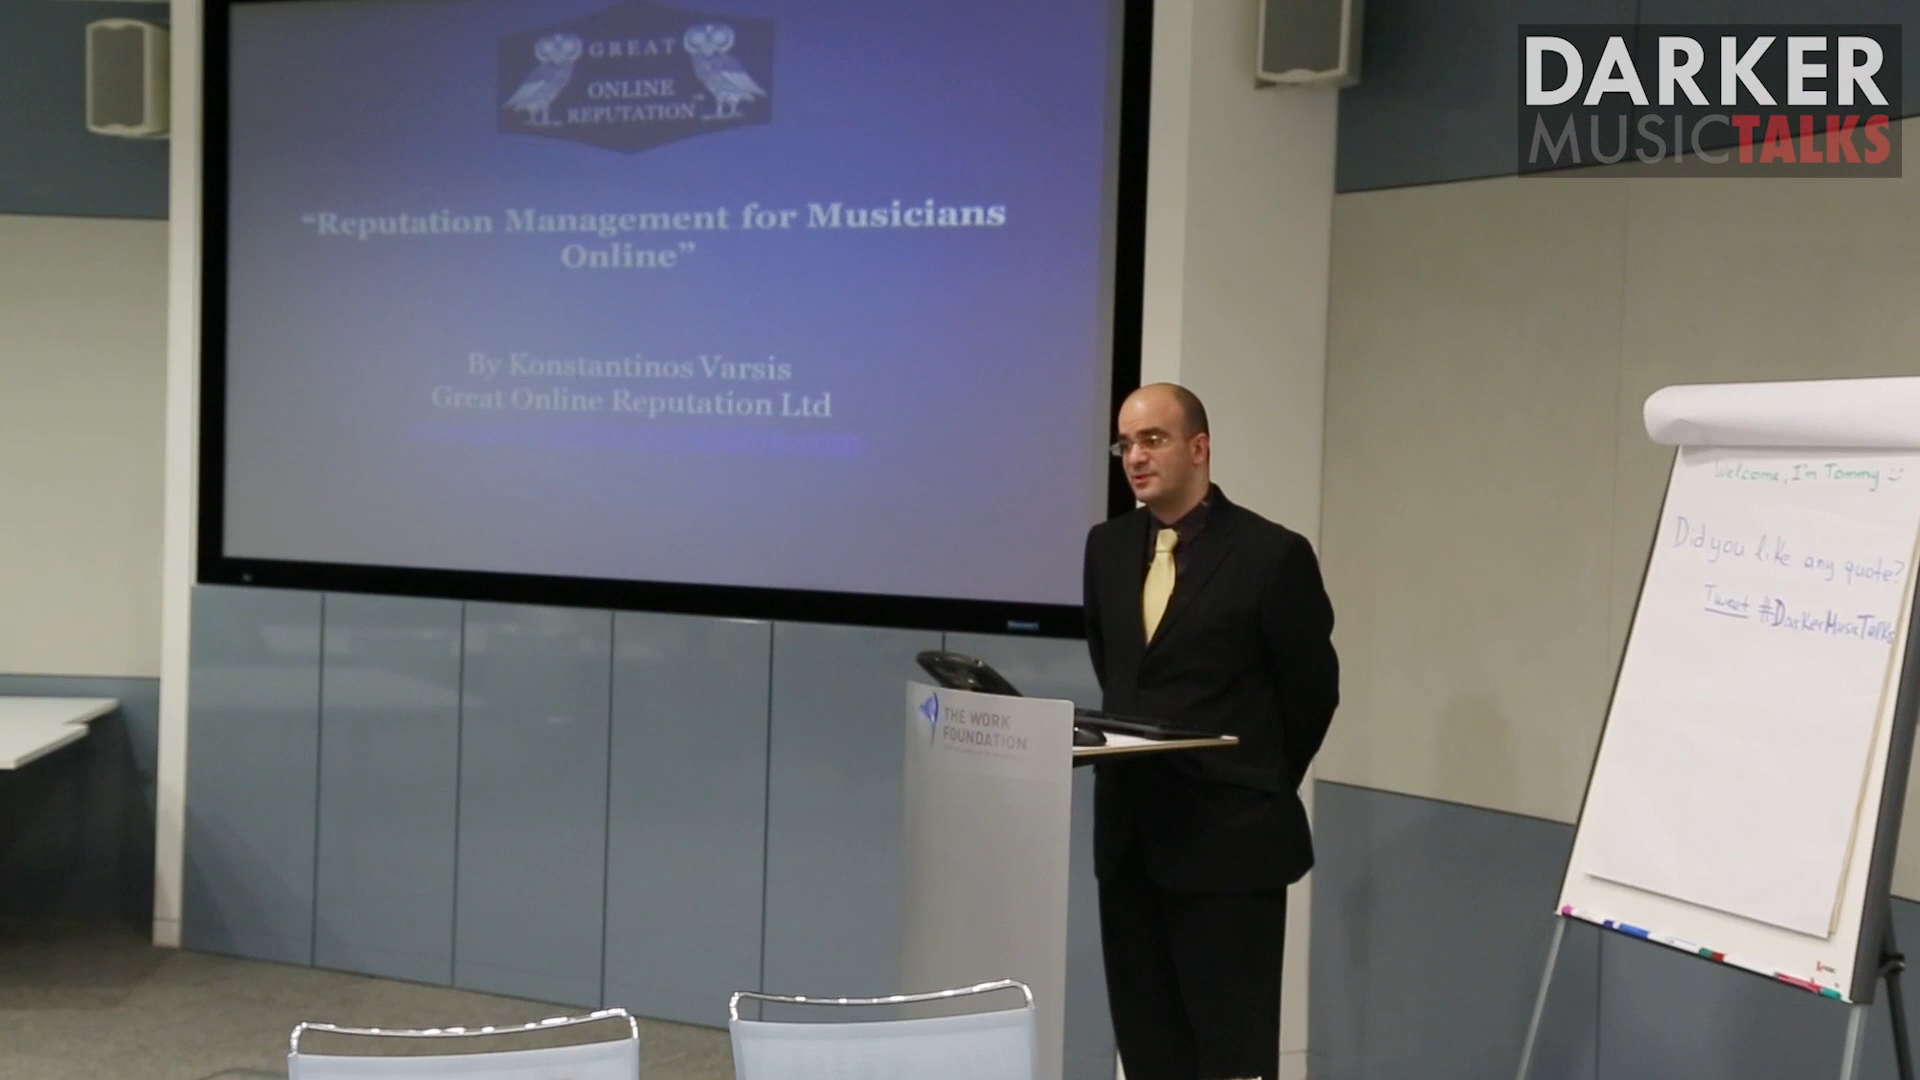 GREAT
ONLINE
REPUTATION™
“Reputation Management for Musicians
Online”
By Konstantinos Varsis
Great Online Reputation Ltd
DARKER
MUSICTALKS
Welcome, I'm Tommy :)
Did you like any quote?
Tweet #DarkerMusicTalks
THE WORK
FOUNDATION